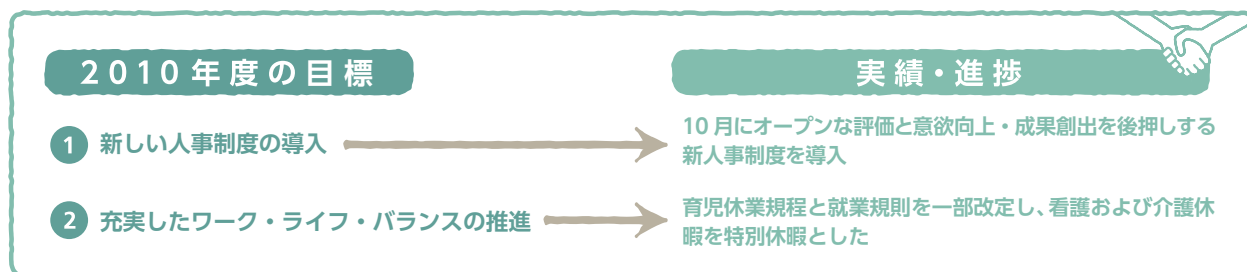 2010年度の目標
実績・進捗
1 新しい人事制度の導入
10月にオープンな評価と意欲向上・成果創出を後押しする
新人事制度を導入
2 充実したワーク・ライフ・バランスの推進
育児休業規程と就業規則を一部改定し、看護および介護休
暇を特別休暇とした